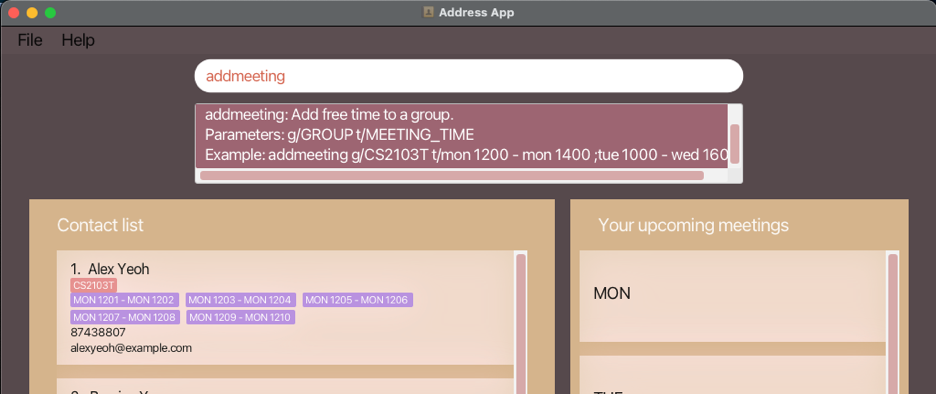 Address App
File Help
addmeeting
addmeeting: Add free time to a group.
Parameters: g/GROUP t/MEETING_TIME
Example: addmeeting g/CS2103T t/mon 1200 - mon 1400 ;tue 1000 - wed 160
Contact list
1. Alex Yeoh
CS2103T
MON 1201 - MON 1202 MON 1203 - MON 1204 MON 1205 - MON 1206
MON 1207 - MON 1208 MON 1209 - MON 1210
87438807
alexyeoh@example.com
Your upcoming meetings
MON